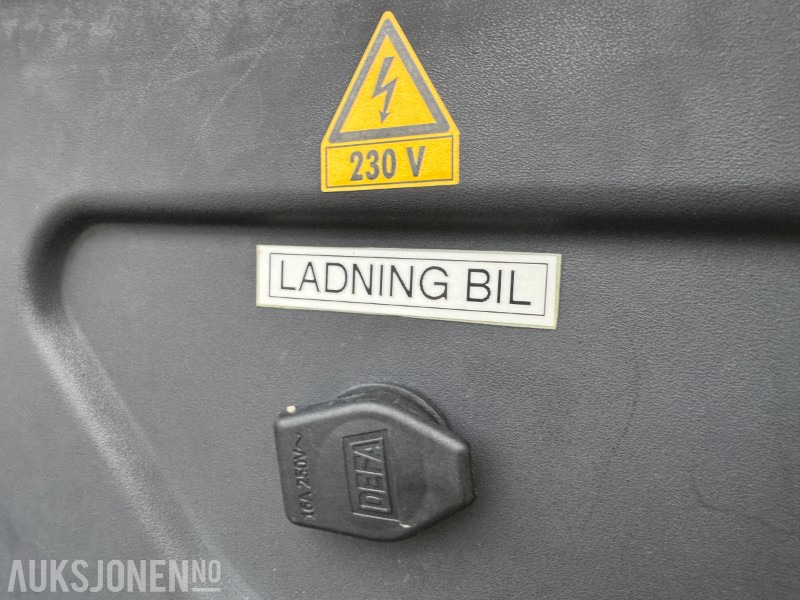 230 V
LADNING BIL
16A 250V~
DEFA
AUKSJONEN.NO